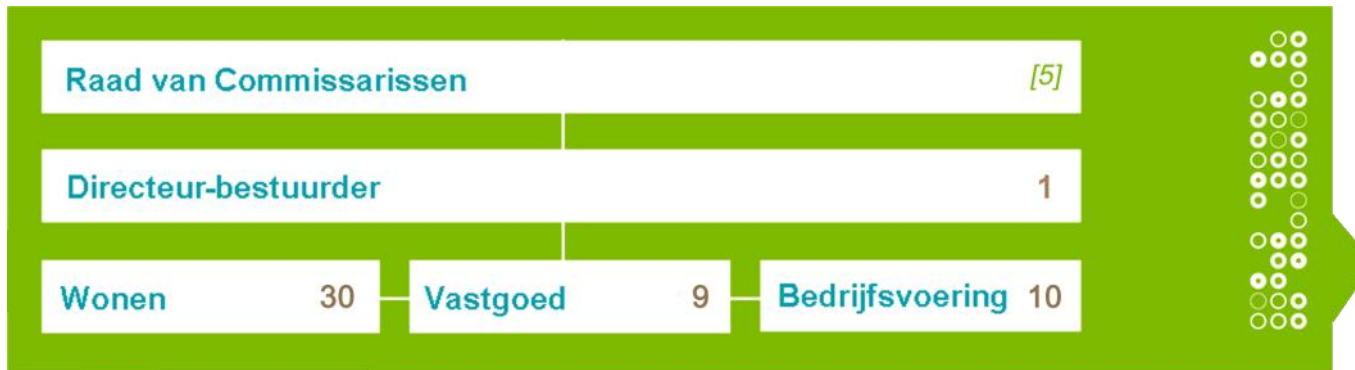 Raad van Commissarissen [5]
Directeur-bestuurder 1
Wonen 30 Vastgoed 9 Bedrijfsvoering 10